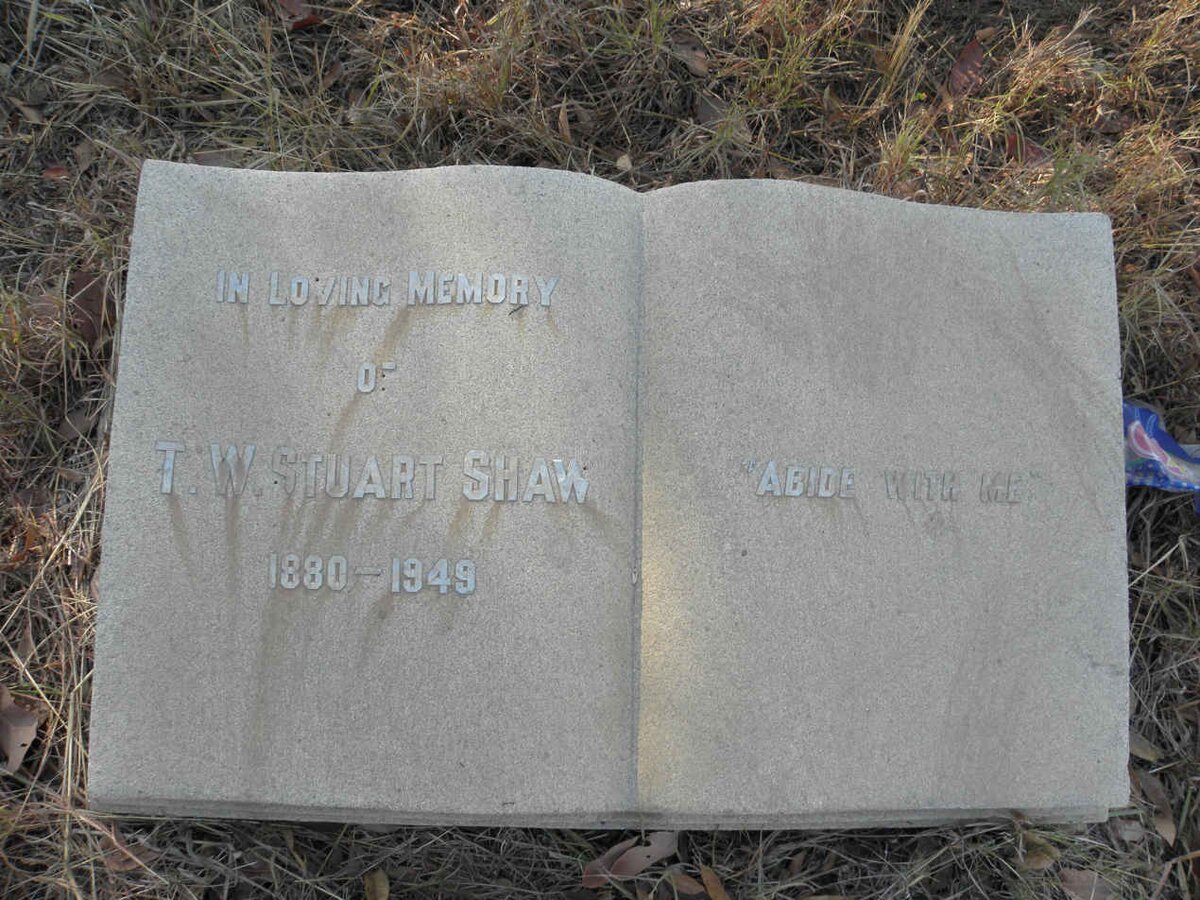 IN LOVING MEMORY
OF
T. W. STUART SHAW
1880-1949
"ABIDE WITH ME"